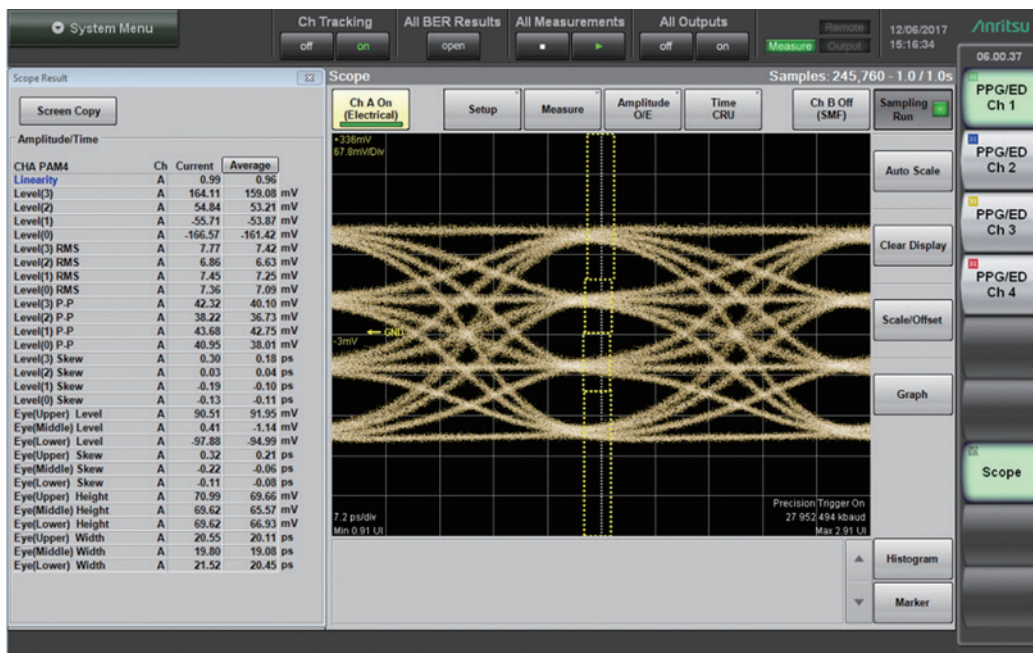 System Menu
Ch Tracking
off
on
All BER Results
open
All Measurements
All Outputs
off
on
Remote
Measure
Output
12/06/2017
15:16:34
Anritsu
06.00.37
Scope Result
Screen Copy
Amplitude/Time
CHA PAM4 Ch Current Average
Linearity A 0.99 0.96
Level(3) A 164.11 159.08 mV
Level(2) A 54.84 53.21 mV
Level(1) A -55.71 -53.87 mV
Level(0) A -166.57 -161.42 mV
Level(3) RMS A 7.77 7.42 mV
Level(2) RMS A 6.86 6.63 mV
Level(1) RMS A 7.45 7.25 mV
Level(0) RMS A 7.36 7.09 mV
Level(3) P-P A 42.32 40.10 mV
Level(2) P-P A 38.22 36.73 mV
Level(1) P-P A 43.68 42.75 mV
Level(0) P-P A 40.95 38.01 mV
Level(3) Skew A 0.30 0.18 ps
Level(2) Skew A 0.03 0.04 ps
Level(1) Skew A -0.19 -0.10 ps
Level(0) Skew A -0.13 -0.11 ps
Eye(Upper) Level A 90.51 91.95 mV
Eye(Middle) Level A 0.41 -1.14 mV
Eye(Lower) Level A -97.88 -94.99 mV
Eye(Upper) Skew A 0.32 0.21 ps
Eye(Middle) Skew A -0.22 -0.06 ps
Eye(Lower) Skew A -0.11 -0.08 ps
Eye(Upper) Height A 70.99 69.66 mV
Eye(Middle) Height A 69.62 65.57 mV
Eye(Lower) Height A 69.62 66.93 mV
Eye(Upper) Width A 20.55 20.11 ps
Eye(Middle) Width A 19.80 19.08 ps
Eye(Lower) Width A 21.52 20.45 ps
Scope
Samples: 245,760 - 1.0 / 1.0s
Ch A On
(Electrical)
Setup
Measure
Amplitude
O/E
Time
CRU
Ch B Off
(SMF)
Sampling
Run
+336mV
67.8mV/Div
GND
-3mV
7.2 ps/div
Min 0.91 UI
Precision Trigger On
27 952 494 kbaud
Max 2.91 UI
Auto Scale
Clear Display
Scale/Offset
Graph
Histogram
Marker
PPG/ED
Ch 1
PPG/ED
Ch 2
PPG/ED
Ch 3
PPG/ED
Ch 4
Scope